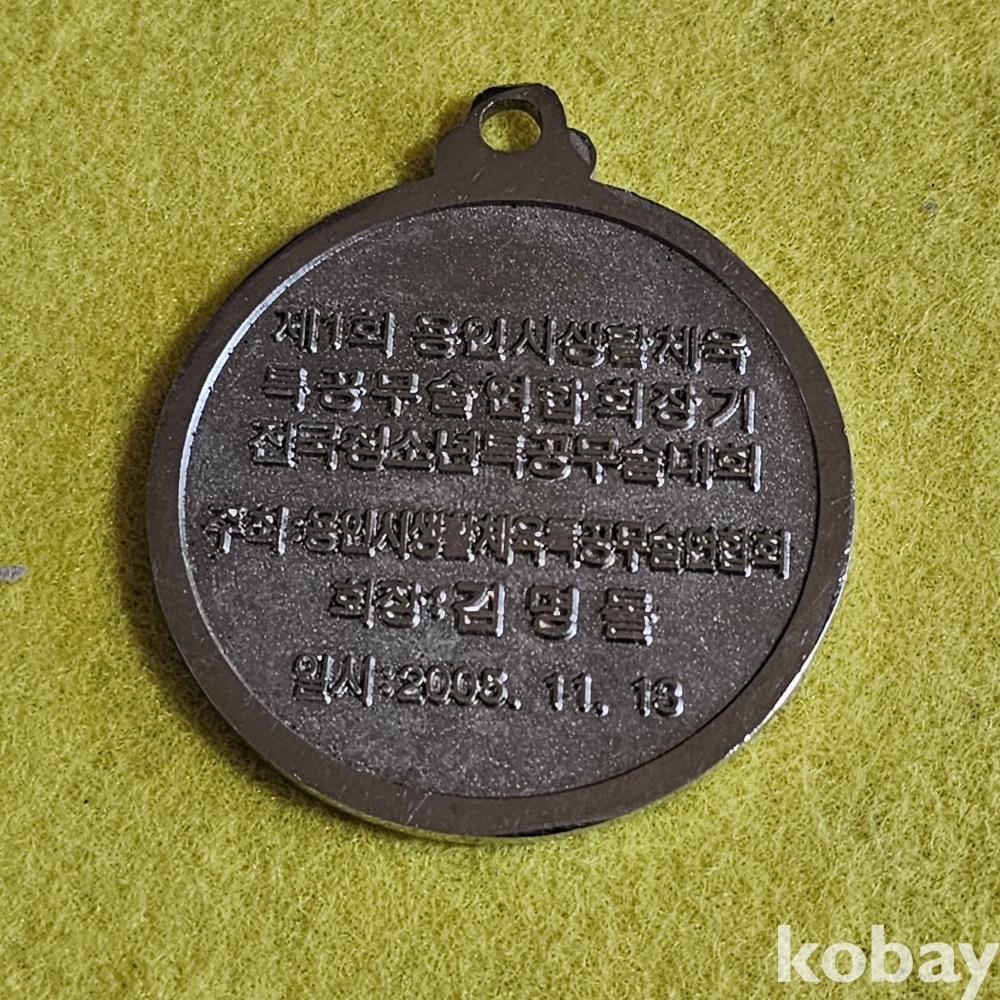 제1회 용인시생활체육
특공무술연합회장기
전국청소년특공무술대회
주최:용인시생활체육특공무술연합회
회장:김명돌
일시:2005. 11. 13
kobay